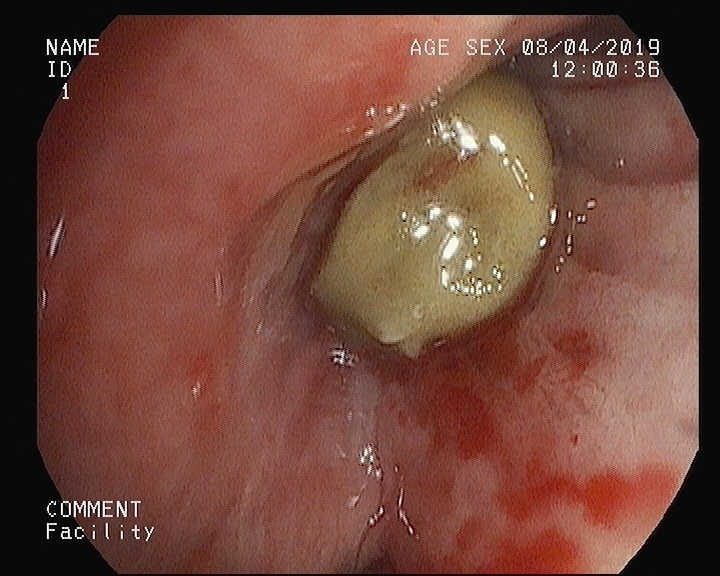 NAME
AGE SEX 08/04/2019
ID
12:00:36
1
COMMENT
Facility